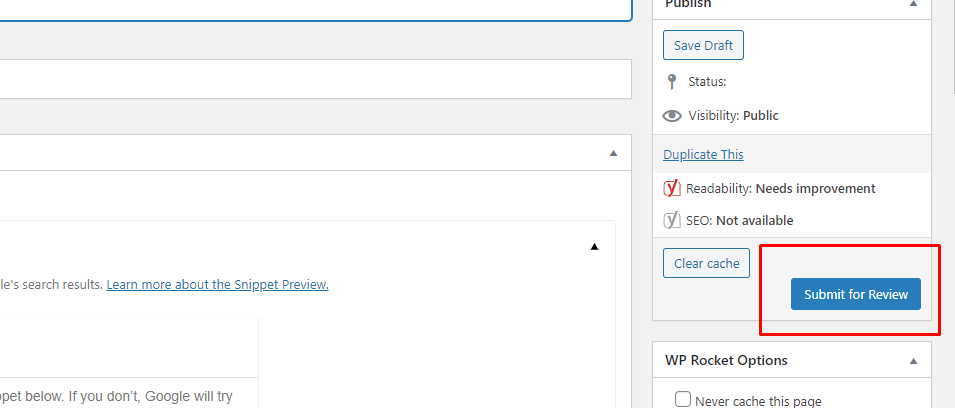 Publish
Save Draft
Status:
Visibility: Public
Duplicate This
Readability: Needs improvement
SEO: Not available
Clear cache
Submit for Review
le's search results. Learn more about the Snippet Preview.
WP Rocket Options
ppet below. If you don't, Google will try
Never cache this page